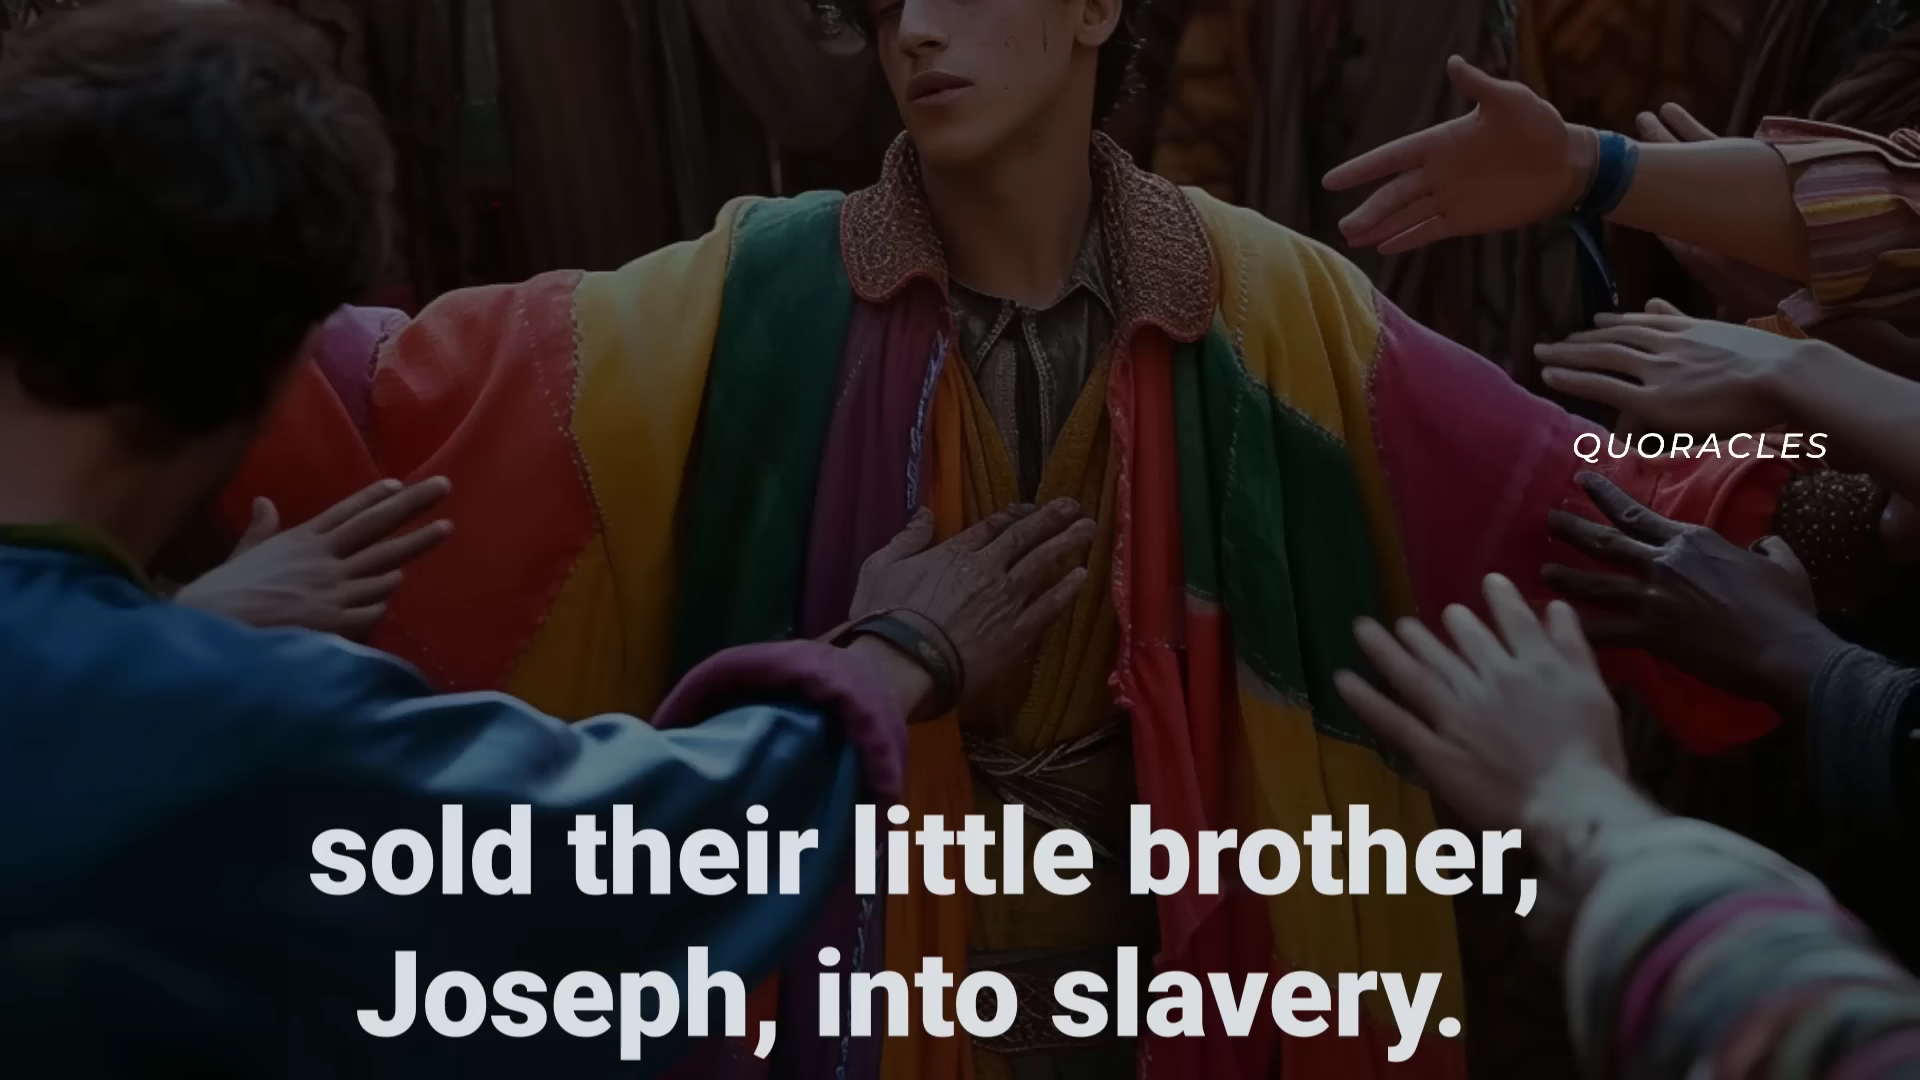 QUORACLES
sold their little brother,
Joseph, into slavery.